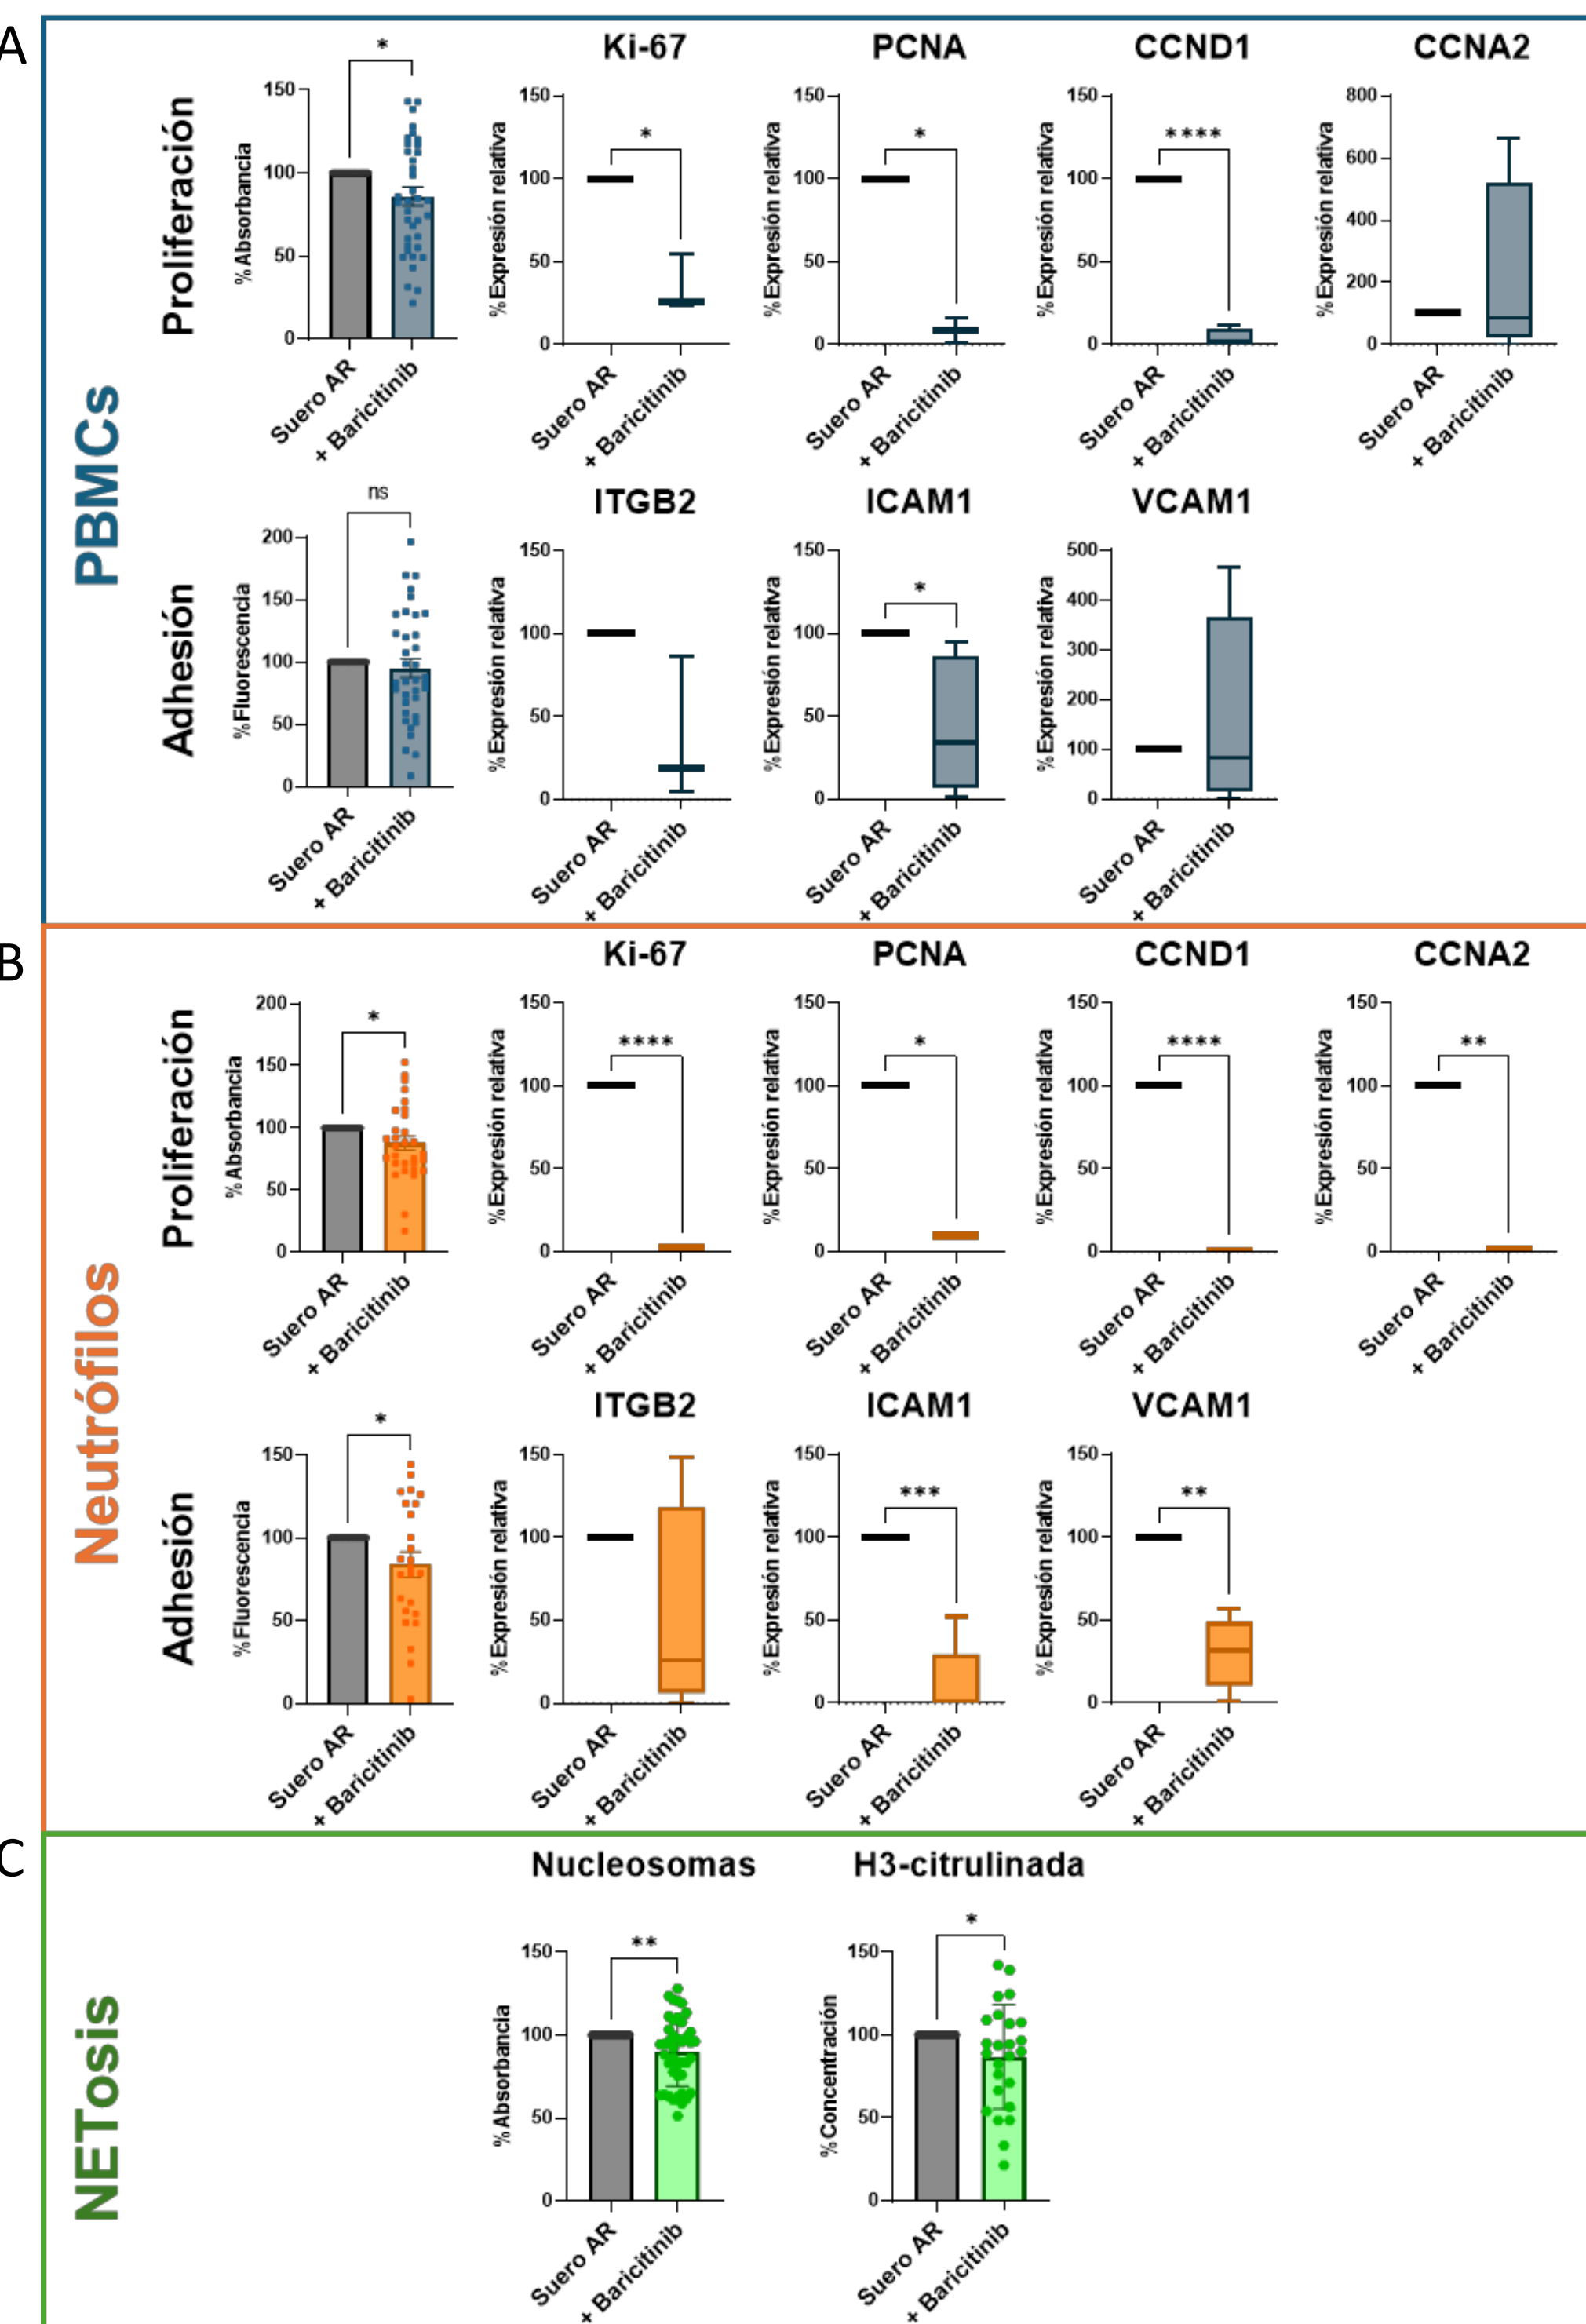 A
PBMCs
Proliferación
*
% Absorbancia
150
100
50
0
Suero AR
+ Baricitinib
Ki-67
*
% Expresión relativa
150
100
50
0
Suero AR
+ Baricitinib
PCNA
*
% Expresión relativa
150
100
50
0
Suero AR
+ Baricitinib
CCND1
****
% Expresión relativa
150
100
50
0
Suero AR
+ Baricitinib
CCNA2
% Expresión relativa
800
600
400
200
0
Suero AR
+ Baricitinib
Adhesión
ns
% Fluorescencia
200
150
100
50
0
Suero AR
+ Baricitinib
ITGB2
% Expresión relativa
150
100
50
0
Suero AR
+ Baricitinib
ICAM1
*
% Expresión relativa
150
100
50
0
Suero AR
+ Baricitinib
VCAM1
% Expresión relativa
500
400
300
200
100
0
Suero AR
+ Baricitinib
B
Neutrófilos
Proliferación
*
% Absorbancia
200
150
100
50
0
Suero AR
+ Baricitinib
Ki-67
****
% Expresión relativa
150
100
50
0
Suero AR
+ Baricitinib
PCNA
*
% Expresión relativa
150
100
50
0
Suero AR
+ Baricitinib
CCND1
****
% Expresión relativa
150
100
50
0
Suero AR
+ Baricitinib
CCNA2
**
% Expresión relativa
150
100
50
0
Suero AR
+ Baricitinib
Adhesión
*
% Fluorescencia
150
100
50
0
Suero AR
+ Baricitinib
ITGB2
% Expresión relativa
150
100
50
0
Suero AR
+ Baricitinib
ICAM1
***
% Expresión relativa
150
100
50
0
Suero AR
+ Baricitinib
VCAM1
**
% Expresión relativa
150
100
50
0
Suero AR
+ Baricitinib
C
NETosis
Nucleosomas
**
% Absorbancia
150
100
50
0
Suero AR
+ Baricitinib
H3-citrulinada
*
% Concentración
150
100
50
0
Suero AR
+ Baricitinib